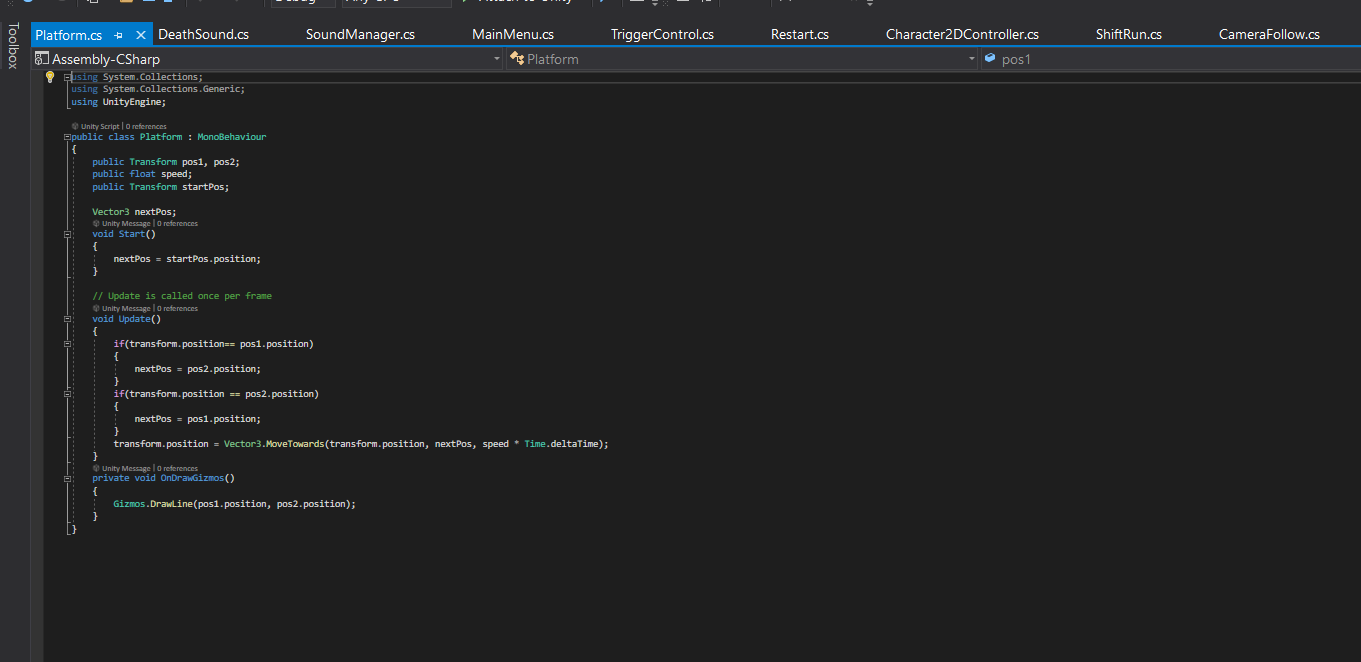 Attach to Unity
Toolbox
Platform.cs
DeathSound.cs
SoundManager.cs
MainMenu.cs
TriggerControl.cs
Restart.cs
Character2DController.cs
ShiftRun.cs
CameraFollow.cs
Assembly-CSharp
Platform
pos1
using System.Collections;
using System.Collections.Generic;
using UnityEngine;
Unity Script | 0 references
public class Platform : MonoBehaviour
{
public Transform pos1, pos2;
public float speed;
public Transform startPos;
Vector3 nextPos;
Unity Message | 0 references
void Start()
{
nextPos = startPos.position;
}
// Update is called once per frame
Unity Message | 0 references
void Update()
{
if(transform.position== pos1.position)
{
nextPos = pos2.position;
}
if(transform.position == pos2.position)
{
nextPos = pos1.position;
}
transform.position = Vector3.MoveTowards(transform.position, nextPos, speed * Time.deltaTime);
}
Unity Message | 0 references
private void OnDrawGizmos()
{
Gizmos.DrawLine(pos1.position, pos2.position);
}
}